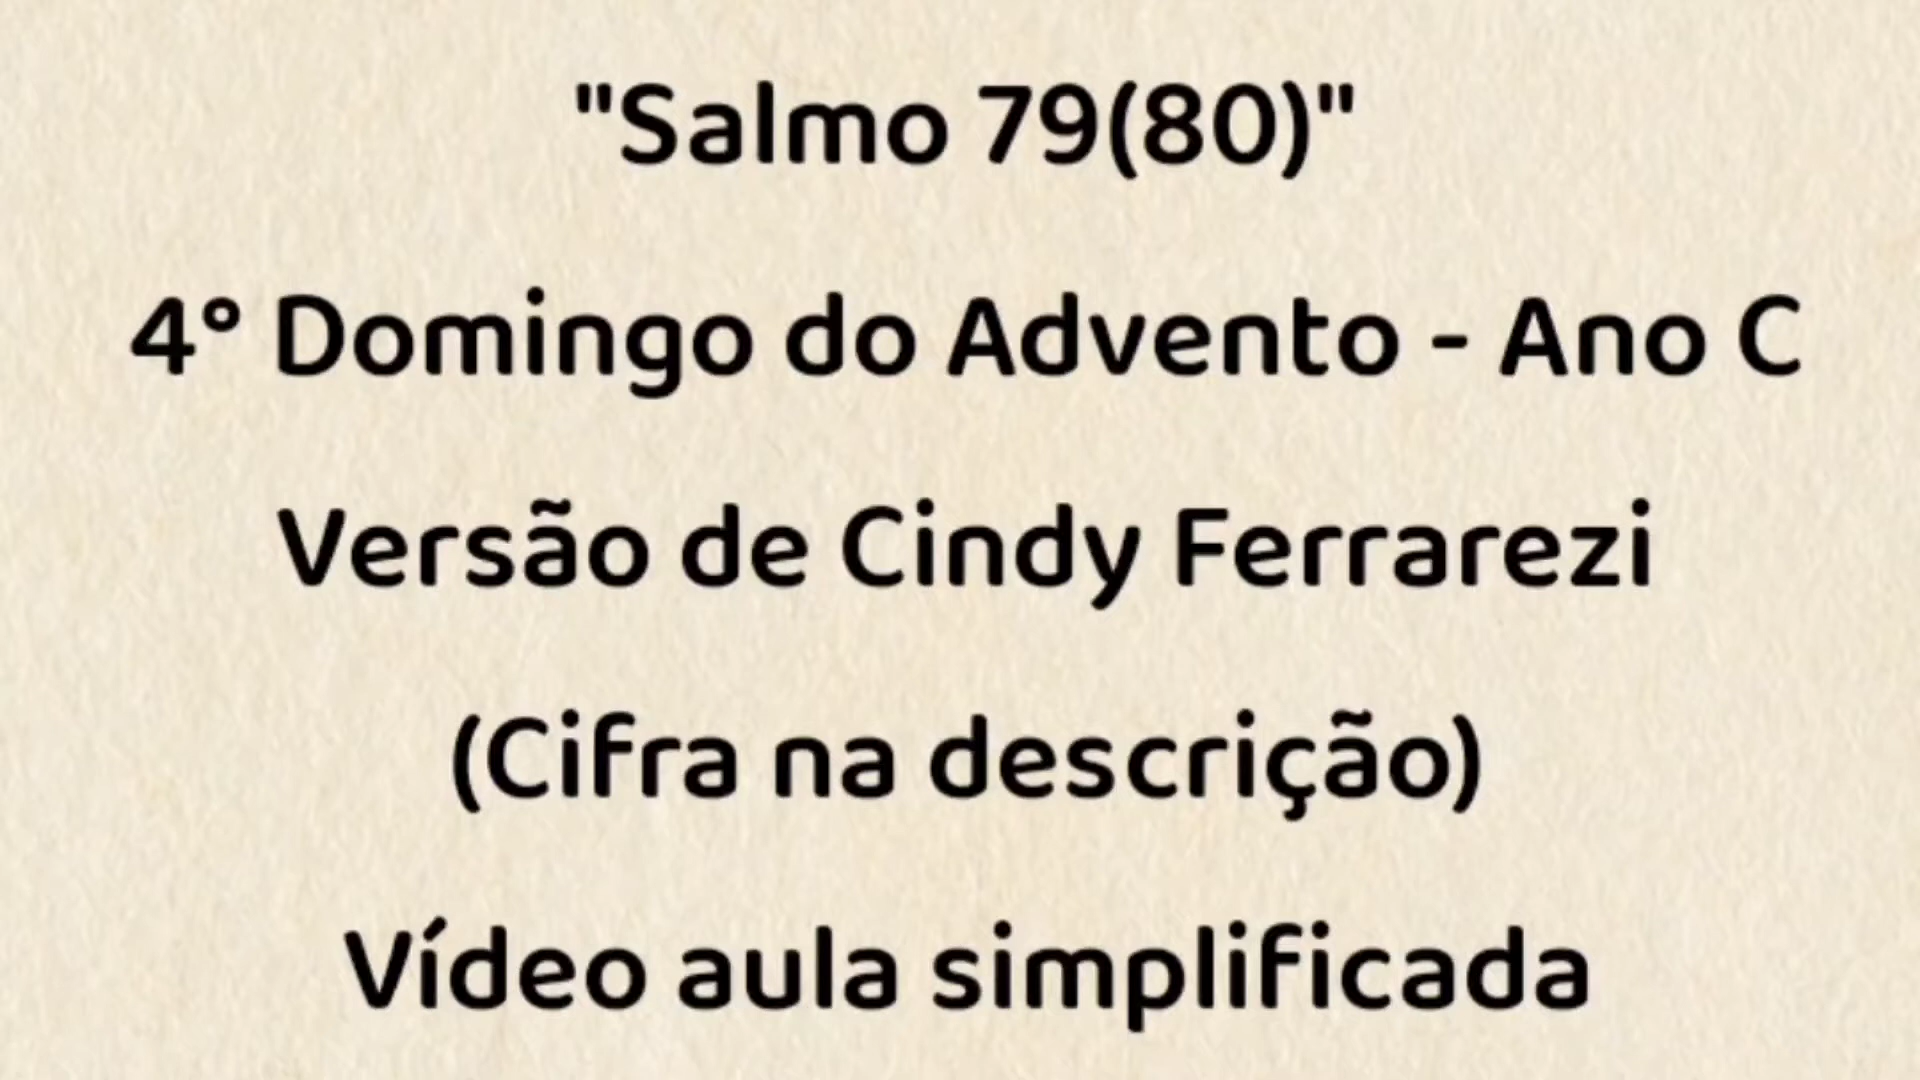 "Salmo 79(80)"
4° Domingo do Advento - Ano C
Versão de Cindy Ferrarezi
(Cifra na descrição)
Vídeo aula simplificada